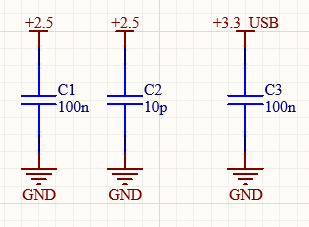 +2.5 +2.5 +3.3_USB
C1 C2 C3
100n 10p 100n
GND GND GND